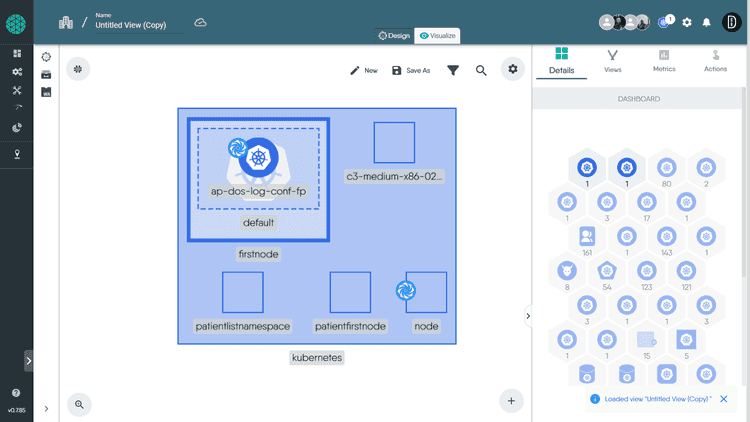 Name
Untitled View (Copy)
Design
Visualize
1
New
Save As
Details
Views
Metrics
Actions
DASHBOARD
ap-dos-log-conf-fp
default
firstnode
c3-medium-x86-02...
patientlistnamespace
patientfirstnode
node
kubernetes
1 1 80 2
1 3 17 1
161 1 143 1
8 54 123 121
3 1 1 3
1 1 15 5
Loaded view "Untitled View (Copy) "
WA
v0.7.85